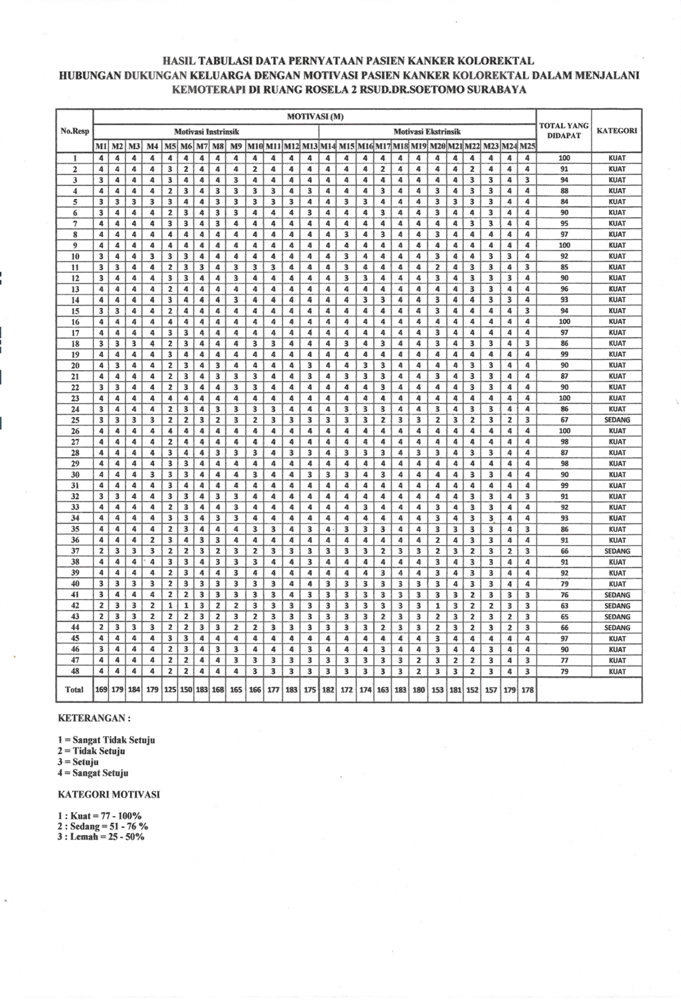 HASIL TABULASI DATA PERNYATAAN PASIEN KANKER KOLOREKTAL
HUBUNGAN DUKUNGAN KELUARGA DENGAN MOTIVASI PASIEN KANKER KOLOREKTAL DALAM MENJALANI
KEMOTERAPI DI RUANG ROSELA 2 RSUD.DR.SOETOMO SURABAYA
No.Resp MOTIVASI (M) TOTAL YANG DIDAPAT KATEGORI
Motivasi Instrinsik Motivasi Ekstrinsik
M1 M2 M3 M4 M5 M6 M7 M8 M9 M10 M11 M12 M13 M14 M15 M16 M17 M18 M19 M20 M21 M22 M23 M24 M25
1 4 4 4 4 4 4 4 4 4 4 4 4 4 4 4 4 4 4 4 4 4 4 4 4 4 100 KUAT
2 4 4 4 4 3 2 4 4 4 2 4 4 4 4 4 4 2 4 4 4 4 2 4 4 4 91 KUAT
3 3 4 4 4 3 4 4 4 3 4 4 4 4 4 4 4 4 4 4 4 4 3 3 4 3 94 KUAT
4 4 4 4 4 2 3 4 3 3 3 3 4 3 4 4 4 3 4 4 3 4 3 3 4 4 88 KUAT
5 3 3 3 3 3 4 4 3 3 3 3 3 4 4 3 3 4 4 4 3 3 3 3 4 4 84 KUAT
6 3 4 4 4 2 3 4 3 3 4 4 4 3 4 4 4 3 4 4 3 4 4 3 4 4 90 KUAT
7 4 4 4 4 3 3 4 3 4 4 4 4 4 4 4 4 4 4 4 4 4 4 3 4 4 95 KUAT
8 4 4 4 4 4 4 4 4 4 4 4 4 4 4 3 4 3 4 4 3 4 4 4 4 4 97 KUAT
9 4 4 4 4 4 4 4 4 4 4 4 4 4 4 4 4 4 4 4 4 4 4 4 4 4 100 KUAT
10 3 4 4 3 3 3 4 4 4 4 4 4 4 4 3 4 4 4 4 3 4 4 3 3 4 92 KUAT
11 3 3 4 4 2 3 3 4 3 3 3 4 4 4 3 4 4 4 4 2 4 3 3 4 3 85 KUAT
12 3 4 4 4 3 3 4 4 3 4 4 4 4 4 3 3 4 4 4 3 4 3 3 3 4 90 KUAT
13 4 4 4 4 2 4 4 4 4 4 4 4 4 4 4 4 4 4 4 4 4 3 3 4 4 96 KUAT
14 4 4 4 4 3 4 4 4 3 4 4 4 4 4 4 3 3 4 4 3 4 4 3 3 4 93 KUAT
15 3 3 4 4 2 4 4 4 4 4 4 4 4 4 4 4 4 4 4 3 4 4 4 4 3 94 KUAT
16 4 4 4 4 4 4 4 4 4 4 4 4 4 4 4 4 4 4 4 4 4 4 4 4 4 100 KUAT
17 4 4 4 4 3 3 4 4 4 4 4 4 4 4 4 4 4 4 4 3 4 4 4 4 4 97 KUAT
18 3 3 3 4 2 3 4 4 4 3 3 4 4 4 3 4 3 4 4 3 4 3 3 4 3 86 KUAT
19 4 4 4 4 3 4 4 4 4 4 4 4 4 4 4 4 4 4 4 4 4 4 4 4 4 99 KUAT
20 4 3 4 4 2 3 4 3 4 4 4 4 3 4 4 3 3 4 4 4 4 3 3 4 4 90 KUAT
21 4 4 4 4 2 3 4 3 3 3 4 4 3 4 3 3 3 4 4 3 4 3 3 4 4 87 KUAT
22 3 3 4 4 2 3 4 4 3 3 4 4 4 4 4 4 3 4 4 4 4 3 3 4 4 90 KUAT
23 4 4 4 4 4 4 4 4 4 4 4 4 4 4 4 4 4 4 4 4 4 4 4 4 4 100 KUAT
24 3 4 4 4 2 3 4 3 3 3 3 4 4 4 3 3 3 4 4 3 4 3 3 4 4 86 KUAT
25 3 3 3 3 2 2 3 2 3 2 3 3 3 3 3 3 2 3 3 2 3 2 3 2 3 67 SEDANG
26 4 4 4 4 4 4 4 4 4 4 4 4 4 4 4 4 4 4 4 4 4 4 4 4 4 100 KUAT
27 4 4 4 4 2 4 4 4 4 4 4 4 4 4 4 4 4 4 4 4 4 4 4 4 4 98 KUAT
28 4 4 4 4 3 4 4 3 3 3 4 3 3 4 3 3 3 4 3 3 4 3 3 4 4 87 KUAT
29 4 4 4 4 3 3 4 4 4 4 4 4 4 4 4 4 4 4 4 4 4 4 4 4 4 98 KUAT
30 4 4 4 3 3 3 4 4 4 3 4 4 3 3 4 3 3 4 4 4 4 3 3 4 4 90 KUAT
31 4 4 4 4 3 4 4 4 4 4 4 4 4 4 4 4 4 4 4 4 4 4 4 4 4 99 KUAT
32 3 3 4 4 3 3 4 3 3 4 4 4 4 4 4 4 4 4 4 4 4 3 3 4 3 91 KUAT
33 4 4 4 4 2 3 4 4 3 4 4 4 4 4 4 3 4 4 4 3 4 3 3 4 4 92 KUAT
34 4 4 4 4 3 3 4 3 3 4 4 4 4 4 4 4 4 4 4 3 4 3 3 4 4 93 KUAT
35 4 4 4 4 2 3 4 4 4 3 3 4 3 4 3 3 3 4 4 3 3 3 3 4 3 86 KUAT
36 4 4 4 2 3 4 3 3 4 4 4 4 4 4 4 4 4 4 4 2 4 3 3 4 4 91 KUAT
37 2 3 3 3 2 2 3 2 3 2 3 3 3 3 3 3 2 3 3 2 3 2 3 2 3 66 SEDANG
38 4 4 4 4 3 3 4 3 3 3 4 4 3 4 4 4 4 4 4 3 4 3 3 4 4 91 KUAT
39 4 4 4 4 2 3 4 4 3 4 4 4 4 4 4 4 3 4 4 3 4 3 3 4 4 92 KUAT
40 3 3 3 3 2 3 3 3 3 3 3 4 4 3 3 3 3 3 3 3 4 3 3 4 4 79 KUAT
41 3 4 4 4 2 2 3 3 3 3 3 4 3 3 3 3 3 3 3 3 3 2 3 3 3 76 SEDANG
42 2 3 3 2 1 1 3 2 2 3 3 3 3 3 3 3 3 3 3 1 3 2 2 3 3 63 SEDANG
43 2 3 3 2 2 2 3 2 3 2 3 3 3 3 3 3 2 3 3 2 3 2 3 2 3 65 SEDANG
44 2 3 3 3 2 2 3 3 2 2 3 3 3 3 3 3 2 3 3 2 3 2 3 2 3 66 SEDANG
45 4 4 4 4 3 3 4 4 4 4 4 4 4 4 4 4 4 4 4 3 4 4 4 4 4 97 KUAT
46 3 4 4 4 2 3 4 3 3 4 4 4 3 4 4 4 3 4 4 3 4 4 3 4 4 90 KUAT
47 4 4 4 4 2 2 4 4 3 3 3 3 3 3 3 3 3 3 2 3 2 2 3 4 3 77 KUAT
48 4 4 4 4 2 2 4 4 4 3 3 3 3 3 3 3 3 3 2 3 3 2 3 4 3 79 KUAT
Total 169 179 184 179 125 150 183 168 165 166 177 183 175 182 172 174 163 183 180 153 181 152 157 179 178
KETERANGAN :
1 = Sangat Tidak Setuju
2 = Tidak Setuju
3 = Setuju
4 = Sangat Setuju
KATEGORI MOTIVASI
1 : Kuat = 77 - 100%
2 : Sedang = 51 - 76 %
3 : Lemah = 25 - 50%